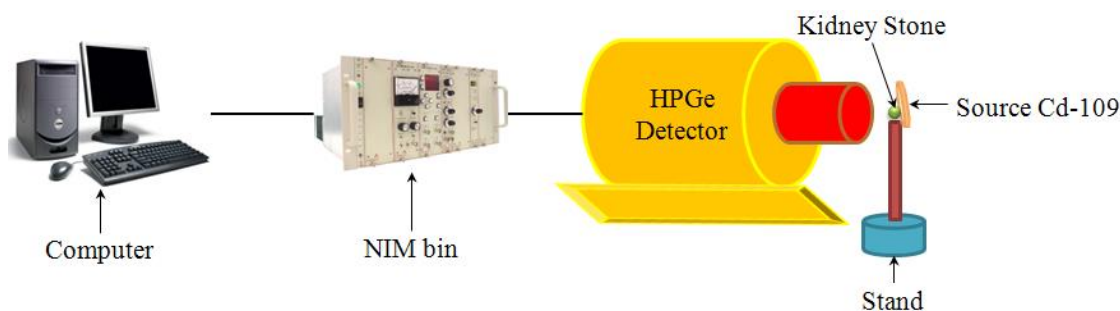 Kidney Stone
HPGe
Detector
Source Cd-109
Computer
NIM bin
Stand